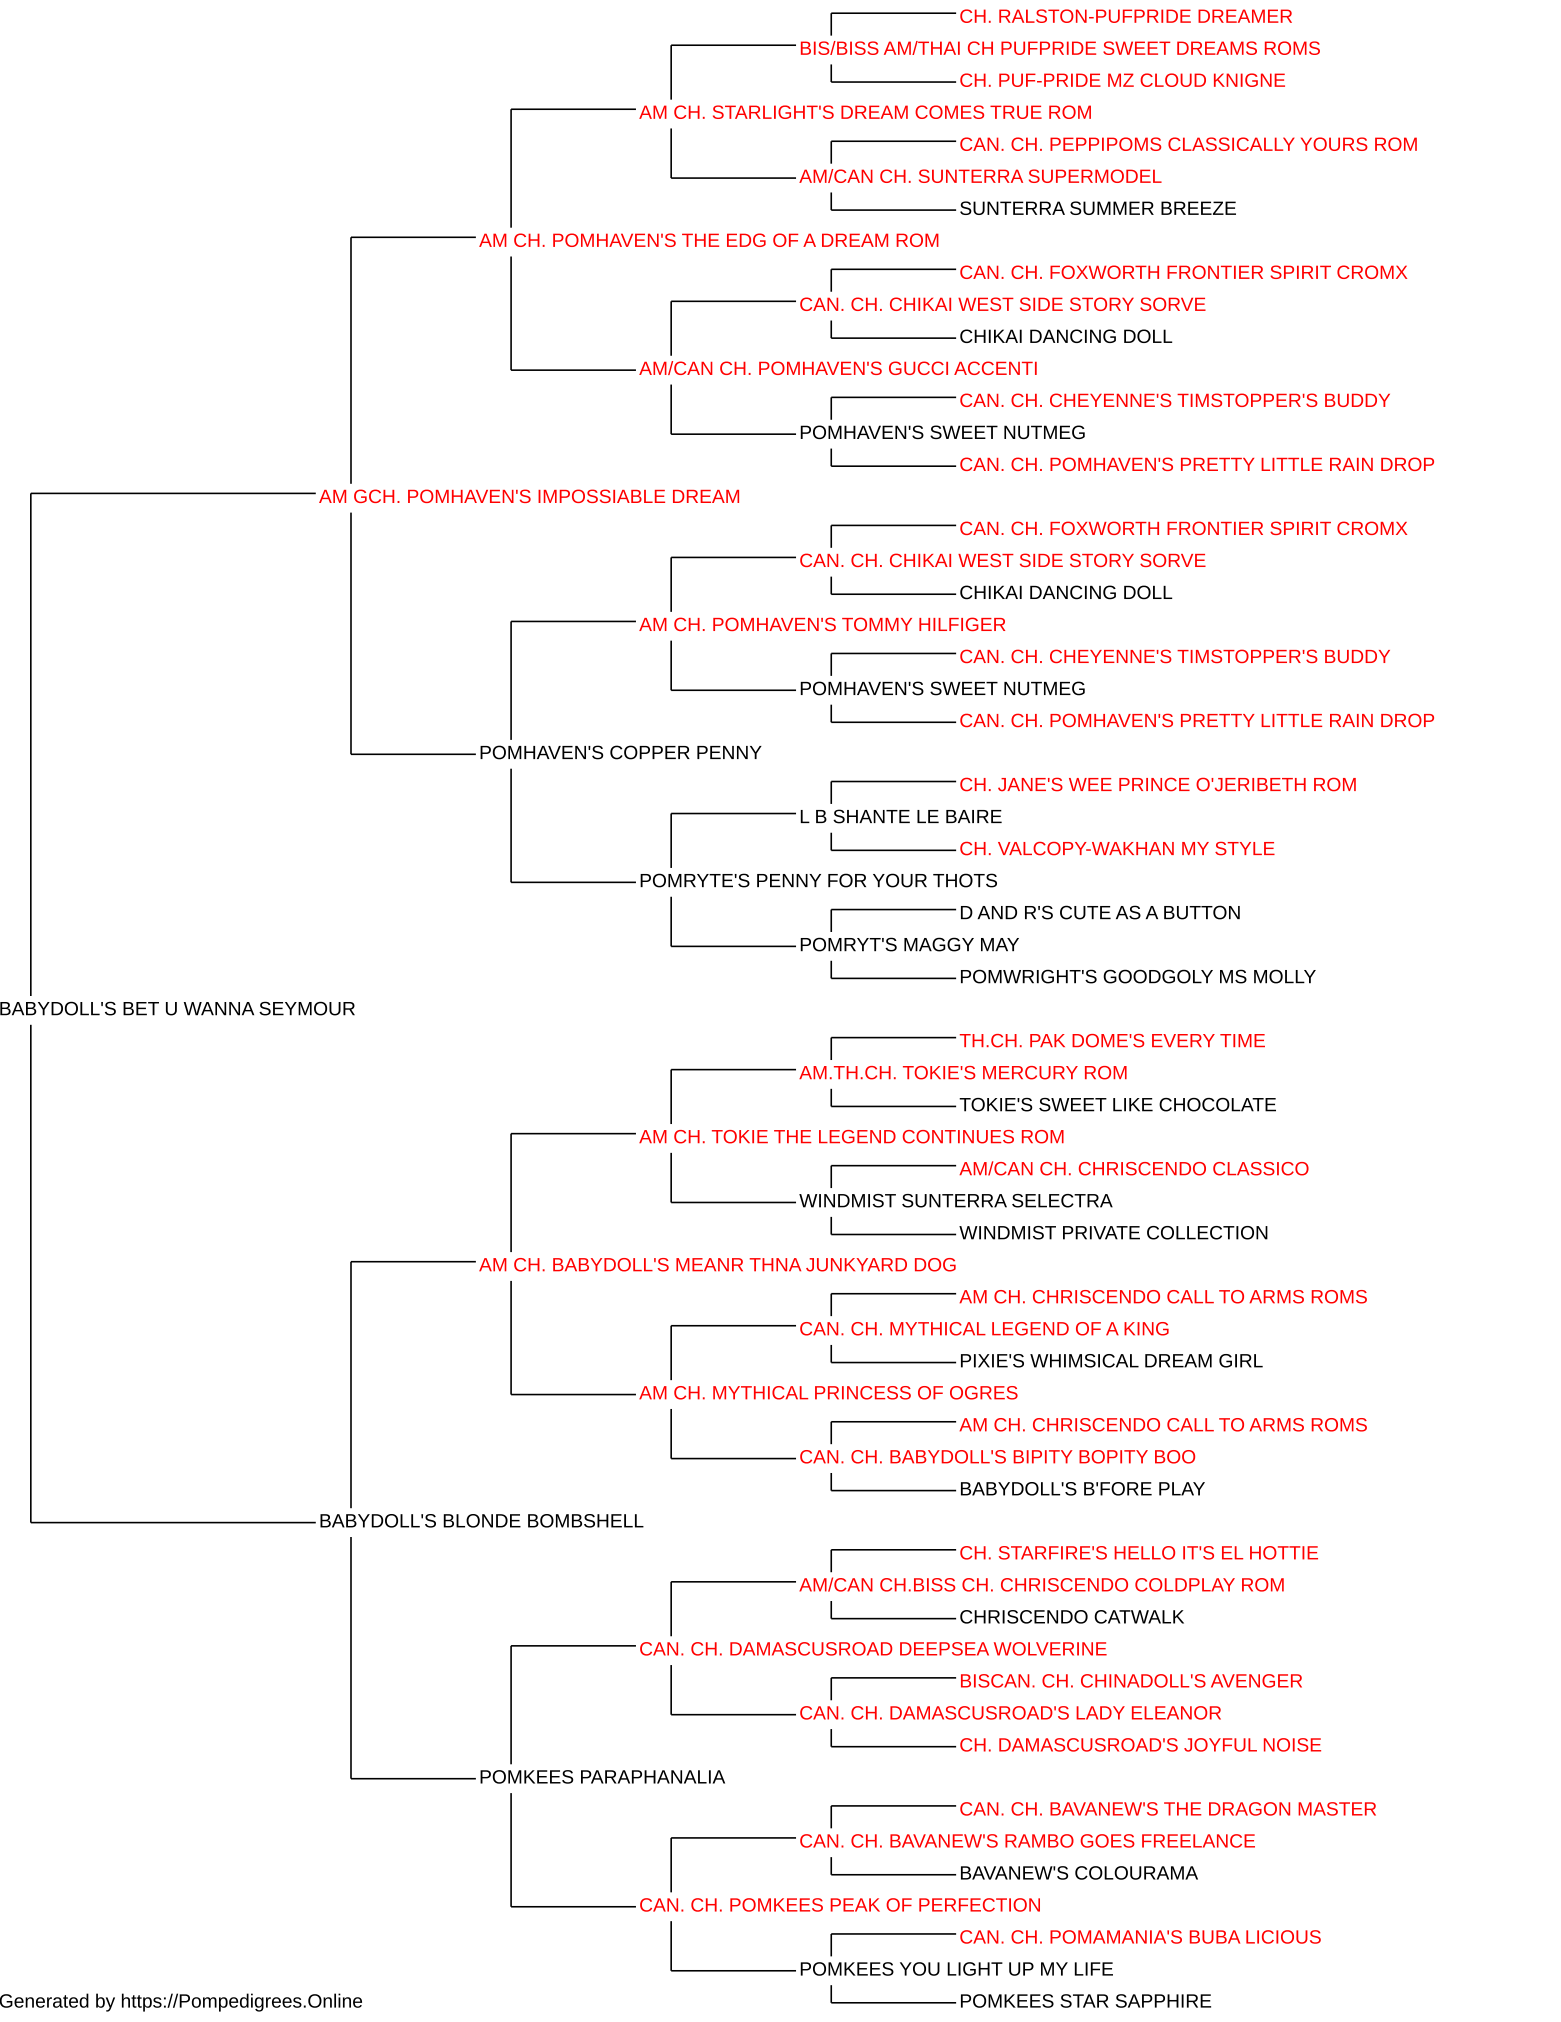 CH. RALSTON-PUFPRIDE DREAMER
BIS/BISS AM/THAI CH PUFPRIDE SWEET DREAMS ROMS
CH. PUF-PRIDE MZ CLOUD KNIGNE
AM CH. STARLIGHT'S DREAM COMES TRUE ROM
CAN. CH. PEPPIPOMS CLASSICALLY YOURS ROM
AM/CAN CH. SUNTERRA SUPERMODEL
SUNTERRA SUMMER BREEZE
AM CH. POMHAVEN'S THE EDG OF A DREAM ROM
CAN. CH. FOXWORTH FRONTIER SPIRIT CROMX
CAN. CH. CHIKAI WEST SIDE STORY SORVE
CHIKAI DANCING DOLL
AM/CAN CH. POMHAVEN'S GUCCI ACCENTI
CAN. CH. CHEYENNE'S TIMSTOPPER'S BUDDY
POMHAVEN'S SWEET NUTMEG
CAN. CH. POMHAVEN'S PRETTY LITTLE RAIN DROP
AM GCH. POMHAVEN'S IMPOSSIABLE DREAM
CAN. CH. FOXWORTH FRONTIER SPIRIT CROMX
CAN. CH. CHIKAI WEST SIDE STORY SORVE
CHIKAI DANCING DOLL
AM CH. POMHAVEN'S TOMMY HILFIGER
CAN. CH. CHEYENNE'S TIMSTOPPER'S BUDDY
POMHAVEN'S SWEET NUTMEG
CAN. CH. POMHAVEN'S PRETTY LITTLE RAIN DROP
POMHAVEN'S COPPER PENNY
CH. JANE'S WEE PRINCE O'JERIBETH ROM
L B SHANTE LE BAIRE
CH. VALCOPY-WAKHAN MY STYLE
POMRYTE'S PENNY FOR YOUR THOTS
D AND R'S CUTE AS A BUTTON
POMRYT'S MAGGY MAY
POMWRIGHT'S GOODGOLY MS MOLLY
BABYDOLL'S BET U WANNA SEYMOUR
TH.CH. PAK DOME'S EVERY TIME
AM.TH.CH. TOKIE'S MERCURY ROM
TOKIE'S SWEET LIKE CHOCOLATE
AM CH. TOKIE THE LEGEND CONTINUES ROM
AM/CAN CH. CHRISCENDO CLASSICO
WINDMIST SUNTERRA SELECTRA
WINDMIST PRIVATE COLLECTION
AM CH. BABYDOLL'S MEANR THNA JUNKYARD DOG
AM CH. CHRISCENDO CALL TO ARMS ROMS
CAN. CH. MYTHICAL LEGEND OF A KING
PIXIE'S WHIMSICAL DREAM GIRL
AM CH. MYTHICAL PRINCESS OF OGRES
AM CH. CHRISCENDO CALL TO ARMS ROMS
CAN. CH. BABYDOLL'S BIPITY BOPITY BOO
BABYDOLL'S B'FORE PLAY
BABYDOLL'S BLONDE BOMBSHELL
CH. STARFIRE'S HELLO IT'S EL HOTTIE
AM/CAN CH.BISS CH. CHRISCENDO COLDPLAY ROM
CHRISCENDO CATWALK
CAN. CH. DAMASCUSROAD DEEPSEA WOLVERINE
BISCAN. CH. CHINADOLL'S AVENGER
CAN. CH. DAMASCUSROAD'S LADY ELEANOR
CH. DAMASCUSROAD'S JOYFUL NOISE
POMKEES PARAPHANALIA
CAN. CH. BAVANEW'S THE DRAGON MASTER
CAN. CH. BAVANEW'S RAMBO GOES FREELANCE
BAVANEW'S COLOURAMA
CAN. CH. POMKEES PEAK OF PERFECTION
CAN. CH. POMAMANIA'S BUBA LICIOUS
POMKEES YOU LIGHT UP MY LIFE
POMKEES STAR SAPPHIRE
Generated by https://Pompedigrees.Online